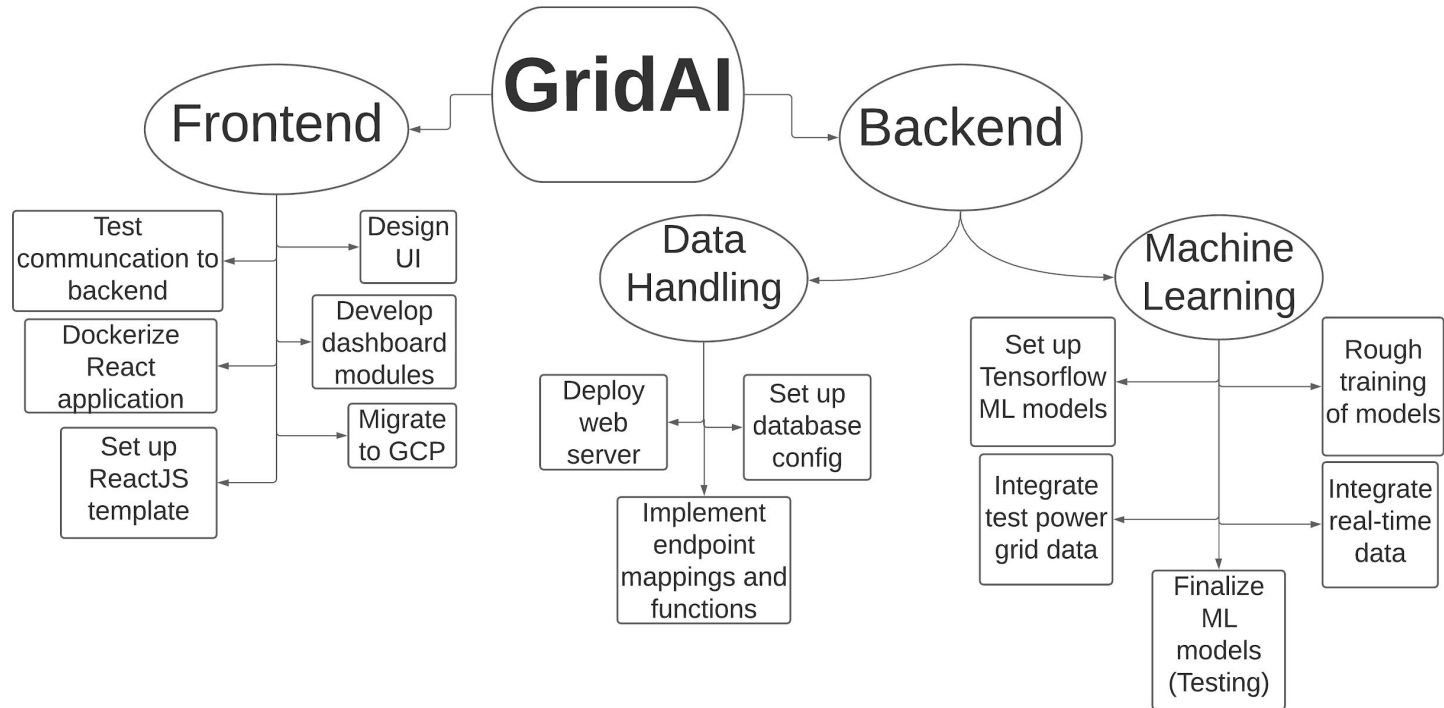 GridAI
Frontend
Test
communcation to
backend
Design
UI
Dockerize
React
application
Develop
dashboard
modules
Set up
ReactJS
template
Migrate
to GCP
Backend
Data
Handling
Deploy
web
server
Set up
database
config
Implement
endpoint
mappings and
functions
Machine
Learning
Set up
Tensorflow
ML models
Rough
training
of models
Integrate
test power
grid data
Integrate
real-time
data
Finalize
ML
models
(Testing)